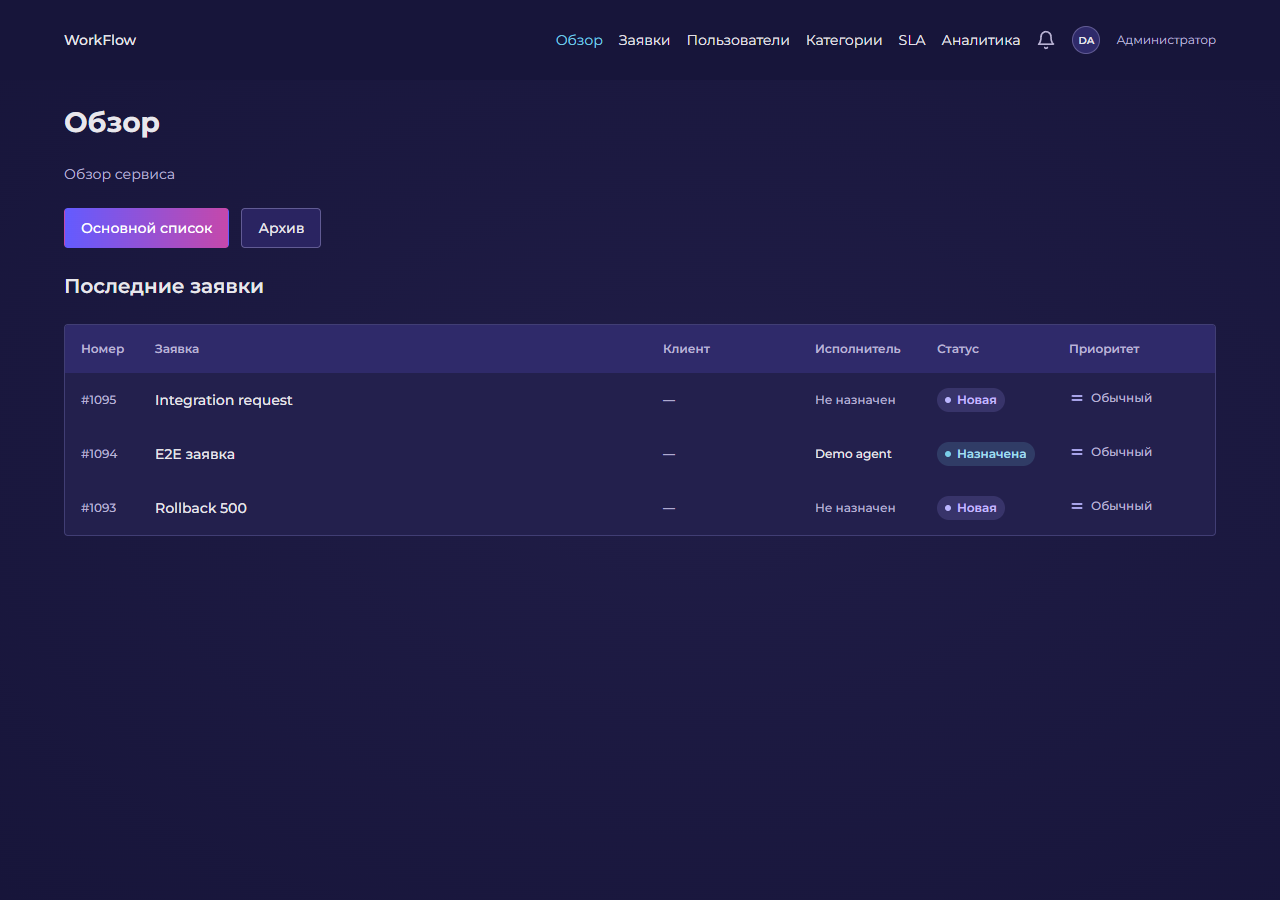 WorkFlow Обзор Заявки Пользователи Категории SLA Аналитика DA Администратор
Обзор
Обзор сервиса
Основной список Архив
Последние заявки
Номер Заявка Клиент Исполнитель Статус Приоритет
#1095 Integration request — Не назначен Новая Обычный
#1094 E2E заявка — Demo agent Назначена Обычный
#1093 Rollback 500 — Не назначен Новая Обычный